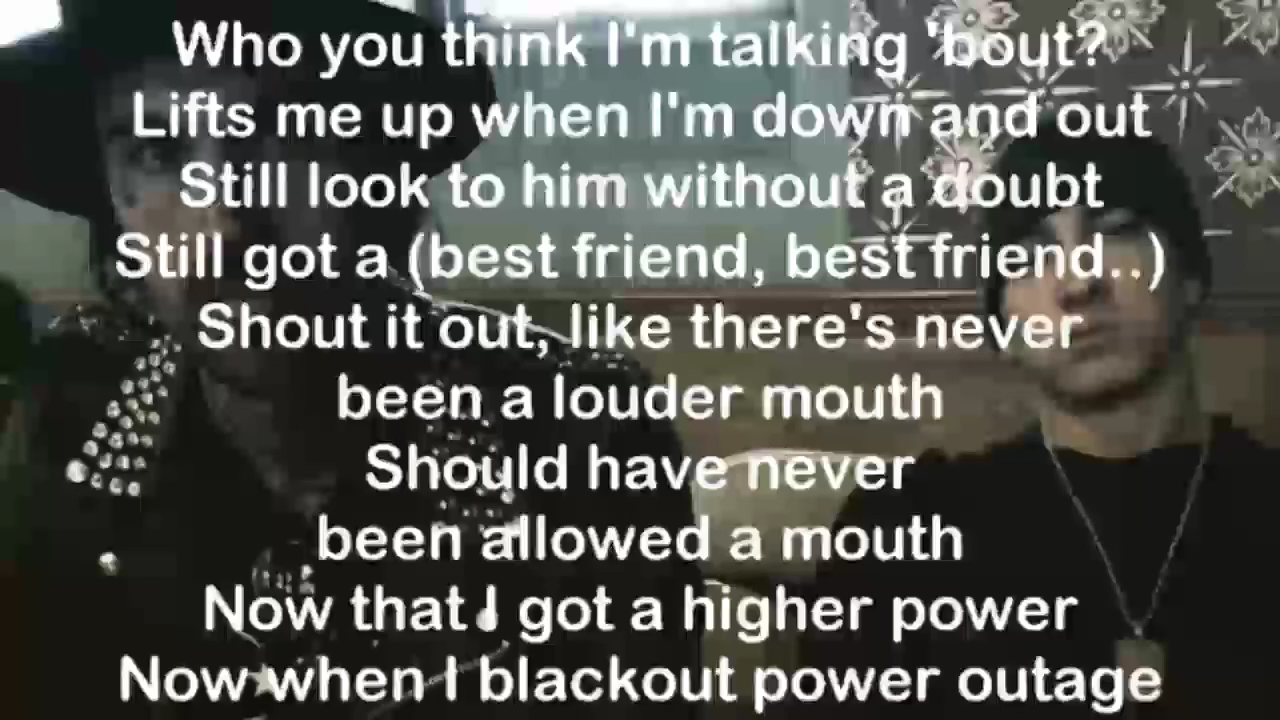 Who you think I'm talking 'bout?
Lifts me up when I'm down and out
Still look to him without a doubt
Still got a (best friend, best friend..)
Shout it out, like there's never
been a louder mouth
Should have never
been allowed a mouth
Now that I got a higher power
Now when I blackout power outage